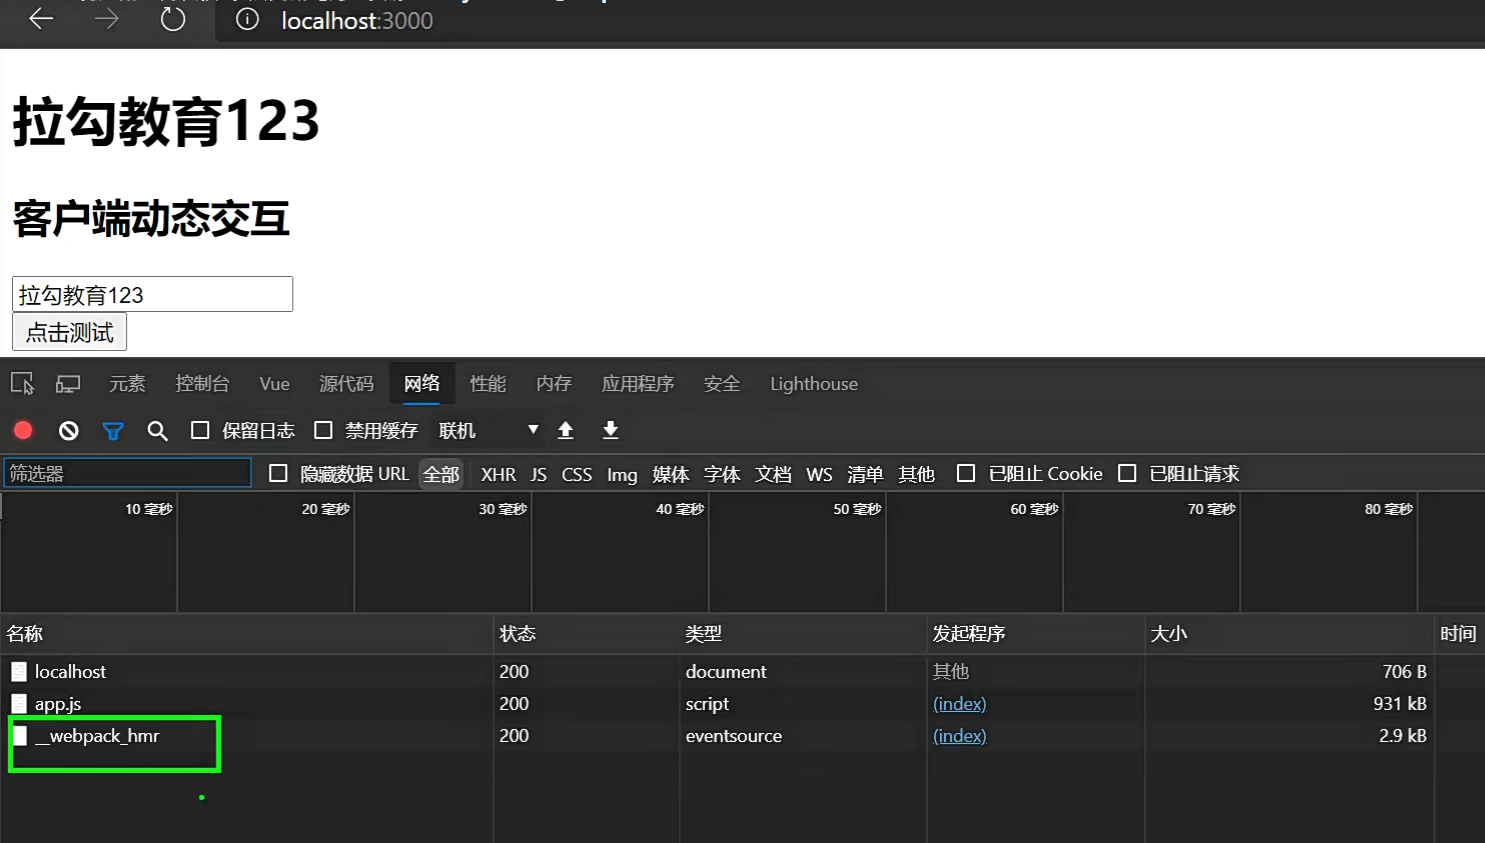 localhost:3000
拉勾教育123
客户端动态交互
拉勾教育123
点击测试
元素 控制台 Vue 源代码 网络 性能 内存 应用程序 安全 Lighthouse
保留日志 禁用缓存 联机
筛选器 隐藏数据 URL 全部 XHR JS CSS Img 媒体 字体 文档 WS 清单 其他 已阻止 Cookie 已阻止请求
10 毫秒 20 毫秒 30 毫秒 40 毫秒 50 毫秒 60 毫秒 70 毫秒 80 毫秒
名称 状态 类型 发起程序 大小 时间
localhost 200 document 其他 706 B
app.js 200 script (index) 931 kB
__webpack_hmr 200 eventsource (index) 2.9 kB